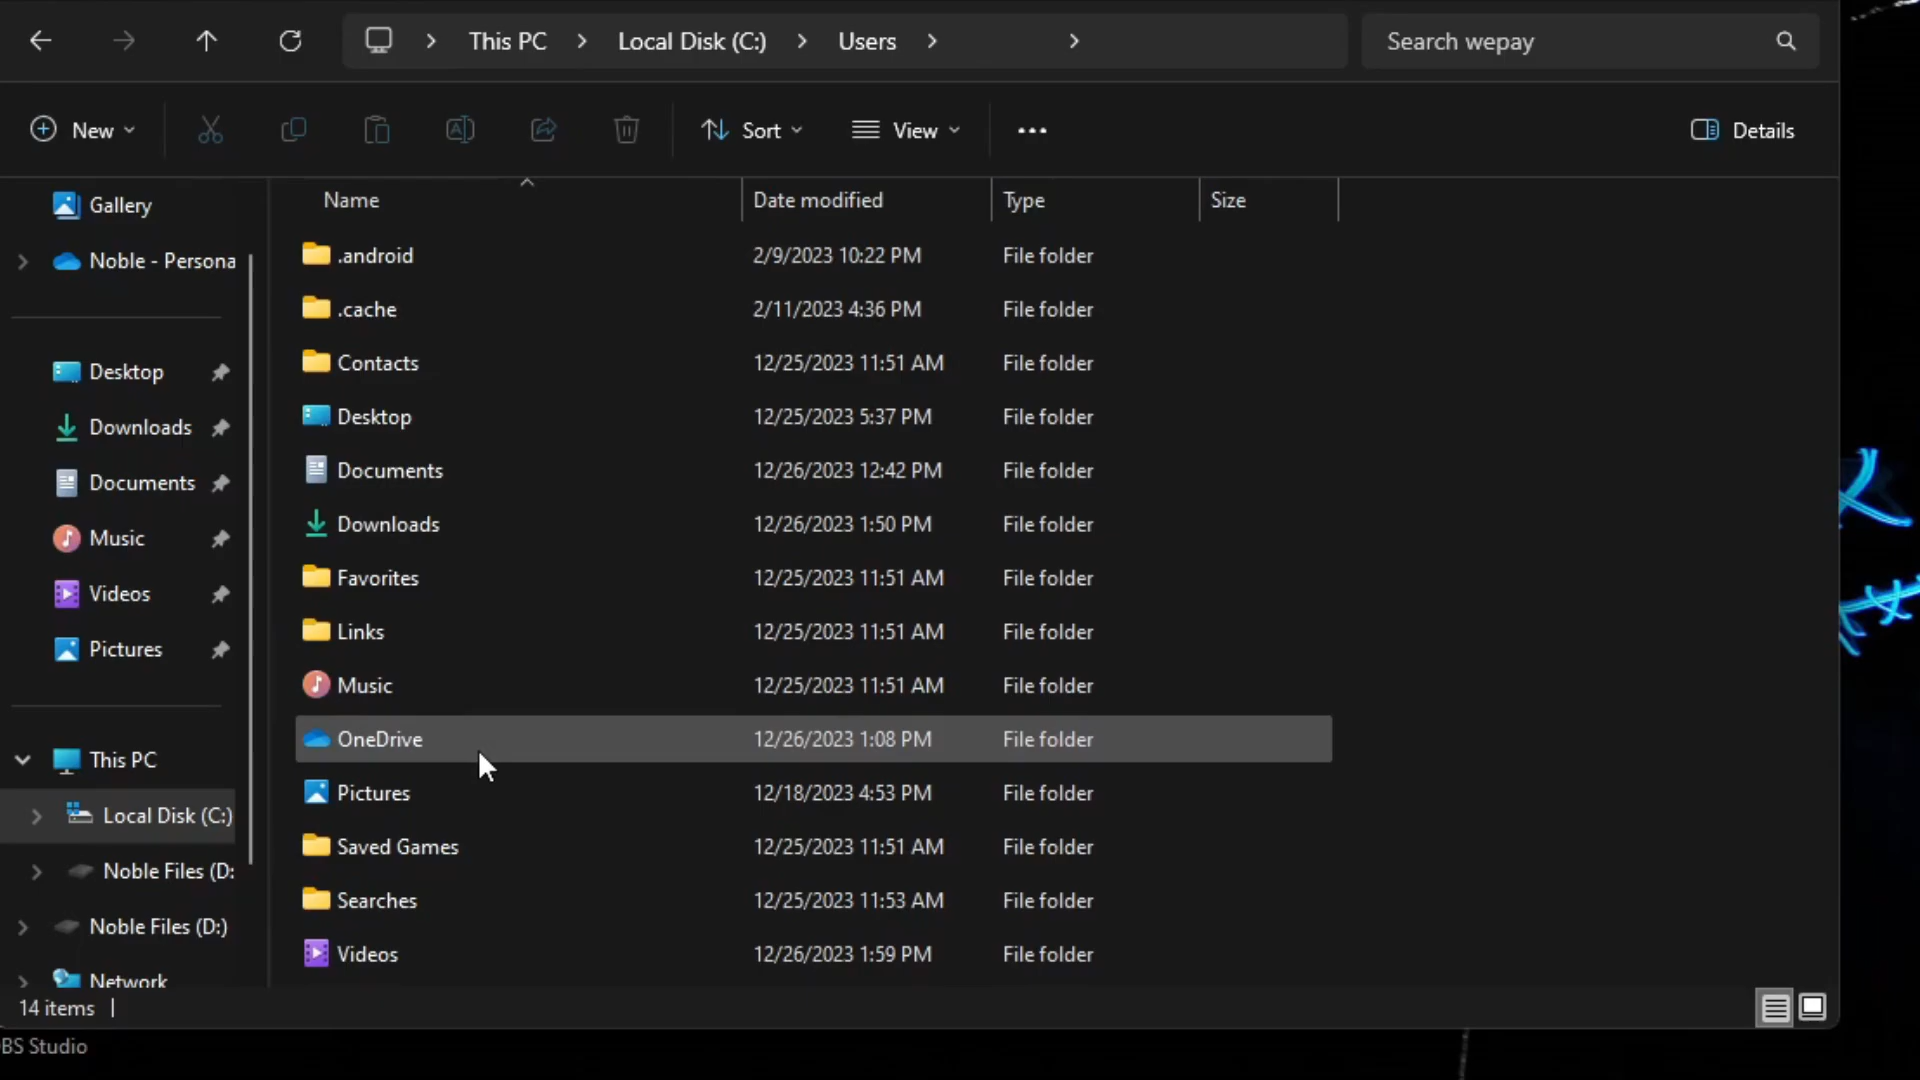 This PC
Local Disk (C:)
Users
Search wepay
New
Sort
View
Details
Gallery
Noble - Persona
Desktop
Downloads
Documents
Music
Videos
Pictures
This PC
Local Disk (C:)
Noble Files (D:
Noble Files (D:)
Network
Name Date modified Type Size
.android 2/9/2023 10:22 PM File folder
.cache 2/11/2023 4:36 PM File folder
Contacts 12/25/2023 11:51 AM File folder
Desktop 12/25/2023 5:37 PM File folder
Documents 12/26/2023 12:42 PM File folder
Downloads 12/26/2023 1:50 PM File folder
Favorites 12/25/2023 11:51 AM File folder
Links 12/25/2023 11:51 AM File folder
Music 12/25/2023 11:51 AM File folder
OneDrive 12/26/2023 1:08 PM File folder
Pictures 12/18/2023 4:53 PM File folder
Saved Games 12/25/2023 11:51 AM File folder
Searches 12/25/2023 11:53 AM File folder
Videos 12/26/2023 1:59 PM File folder
14 items
BS Studio